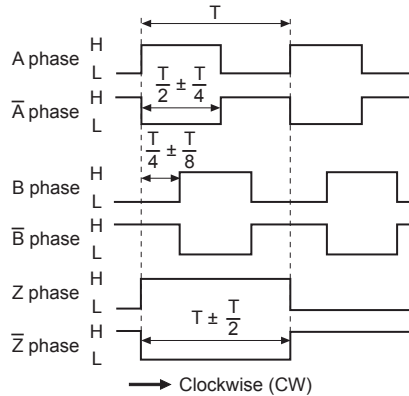 T
A phase H
L
A̅ phase H
L
T/2 ± T/4
T/4 ± T/8
B phase H
L
B̅ phase H
L
Z phase H
L
Z̅ phase H
L
T ± T/2
Clockwise (CW)